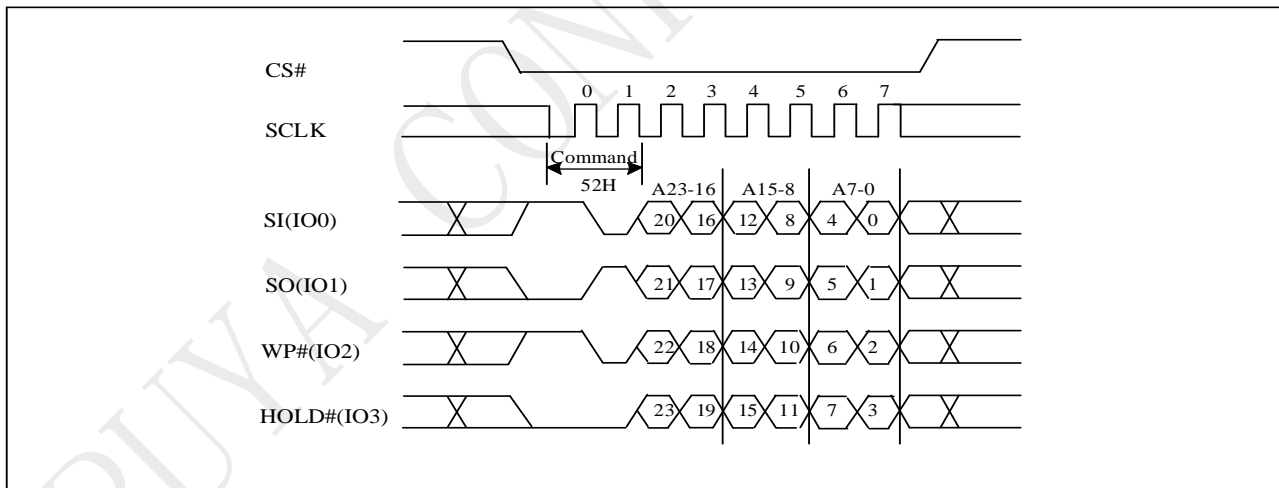 PUYA CON
CS#
0 1 2 3 4 5 6 7
SCLK
Command
52H
A23-16 A15-8 A7-0
SI(IO0) 20 16 12 8 4 0
SO(IO1) 21 17 13 9 5 1
WP#(IO2) 22 18 14 10 6 2
HOLD#(IO3) 23 19 15 11 7 3